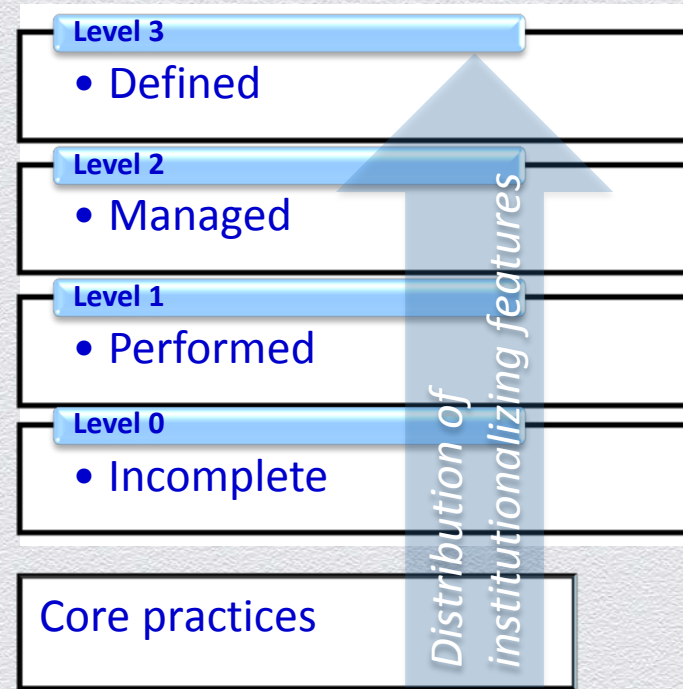 Level 3
• Defined
Level 2
• Managed
Level 1
• Performed
Level 0
• Incomplete
Core practices
Distribution of
institutionalizing features